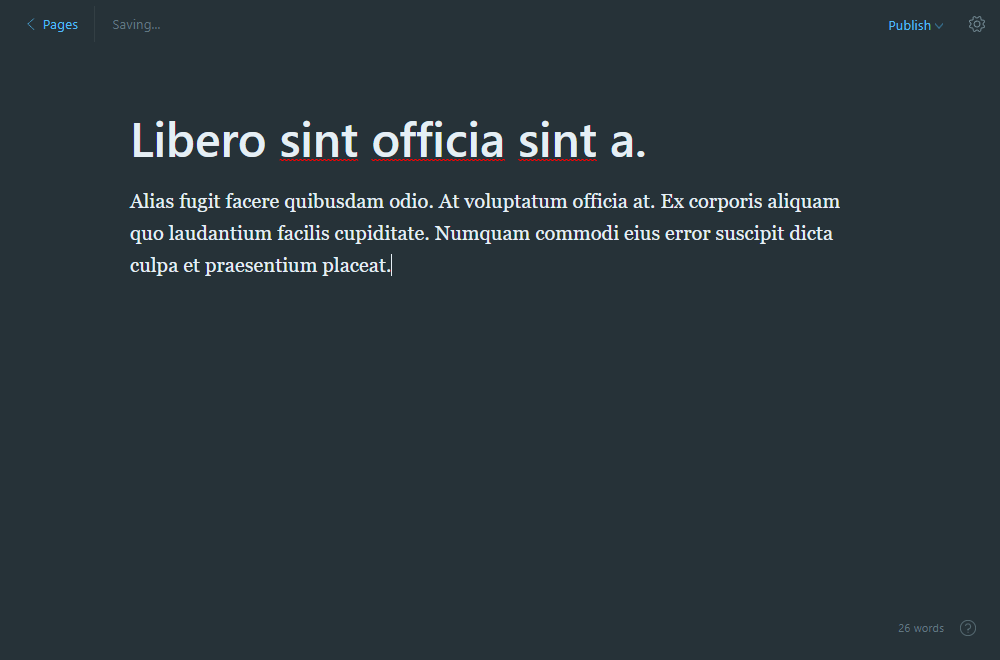 Pages
Saving...
Publish
Libero sint officia sint a.
Alias fugit facere quibusdam odio. At voluptatum officia at. Ex corporis aliquam
quo laudantium facilis cupiditate. Numquam commodi eius error suscipit dicta
culpa et praesentium placeat.
26 words
?